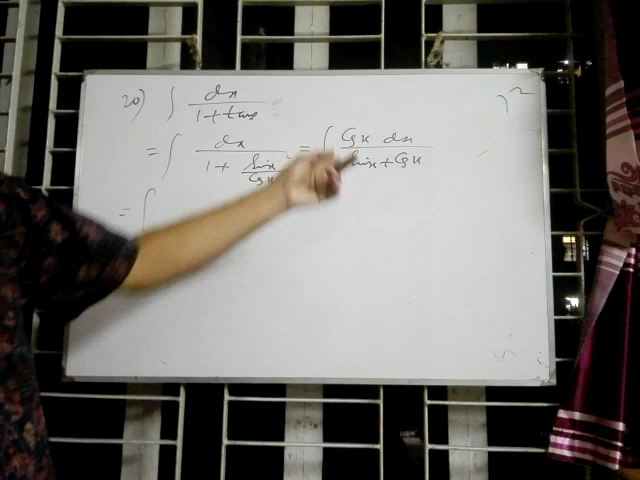 20) ∫ dx / 1 + tanx
= ∫ dx / 1 + sinx/cosx = ∫ cosx dx / sinx + cosx
= ∫